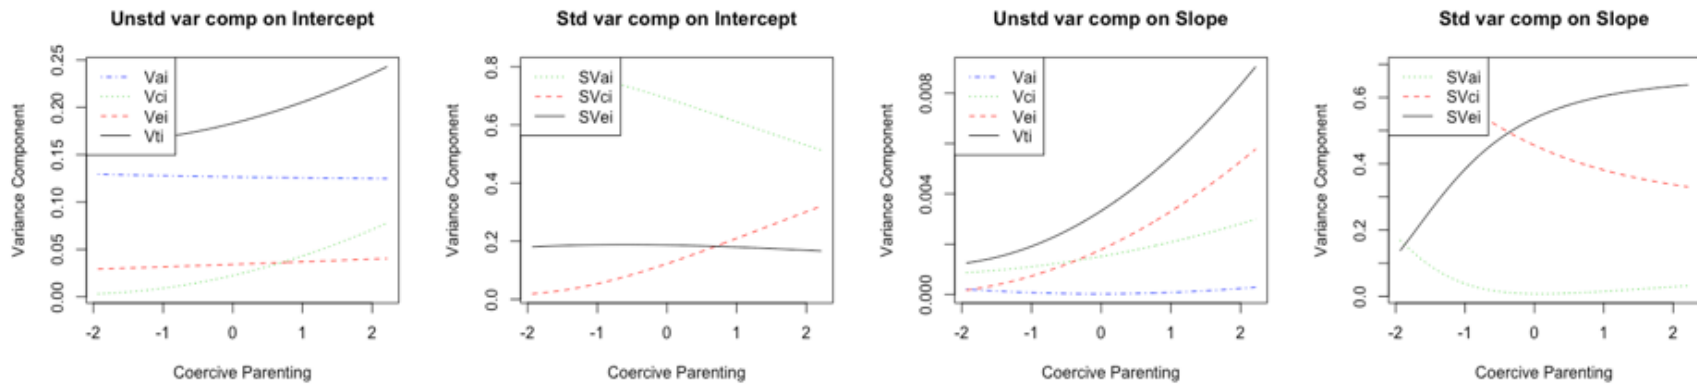 Unstd var comp on Intercept
Variance Component
0.00 0.05 0.10 0.15 0.20 0.25
Vai
Vci
Vei
Vti
-2 -1 0 1 2
Coercive Parenting
Std var comp on Intercept
Variance Component
0.0 0.2 0.4 0.6 0.8
SVai
SVci
SVei
-2 -1 0 1 2
Coercive Parenting
Unstd var comp on Slope
Variance Component
0.000 0.004 0.008
Vai
Vci
Vei
Vti
-2 -1 0 1 2
Coercive Parenting
Std var comp on Slope
Variance Component
0.0 0.2 0.4 0.6
SVai
SVci
SVei
-2 -1 0 1 2
Coercive Parenting